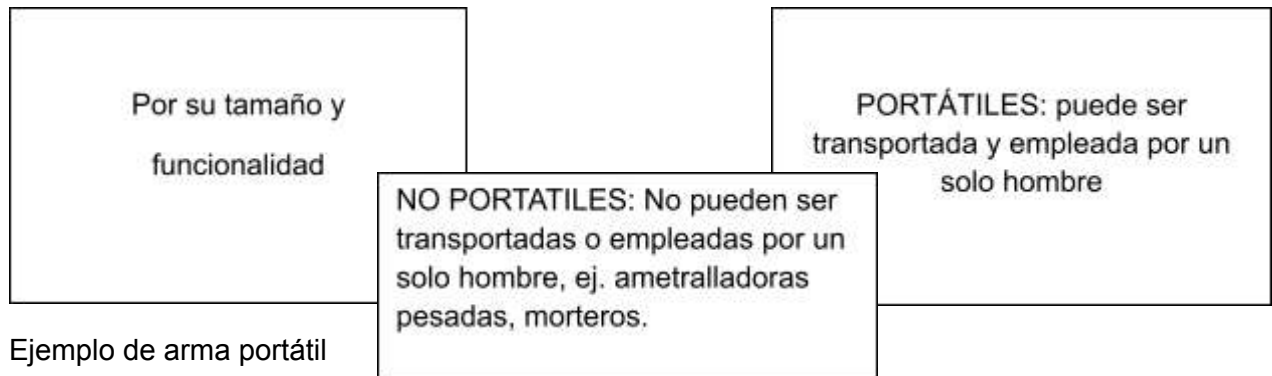 Por su tamaño y
funcionalidad
PORTÁTILES: puede ser
transportada y empleada por un
solo hombre
NO PORTATILES: No pueden ser
transportadas o empleadas por un
solo hombre, ej. ametralladoras
pesadas, morteros.
Ejemplo de arma portátil